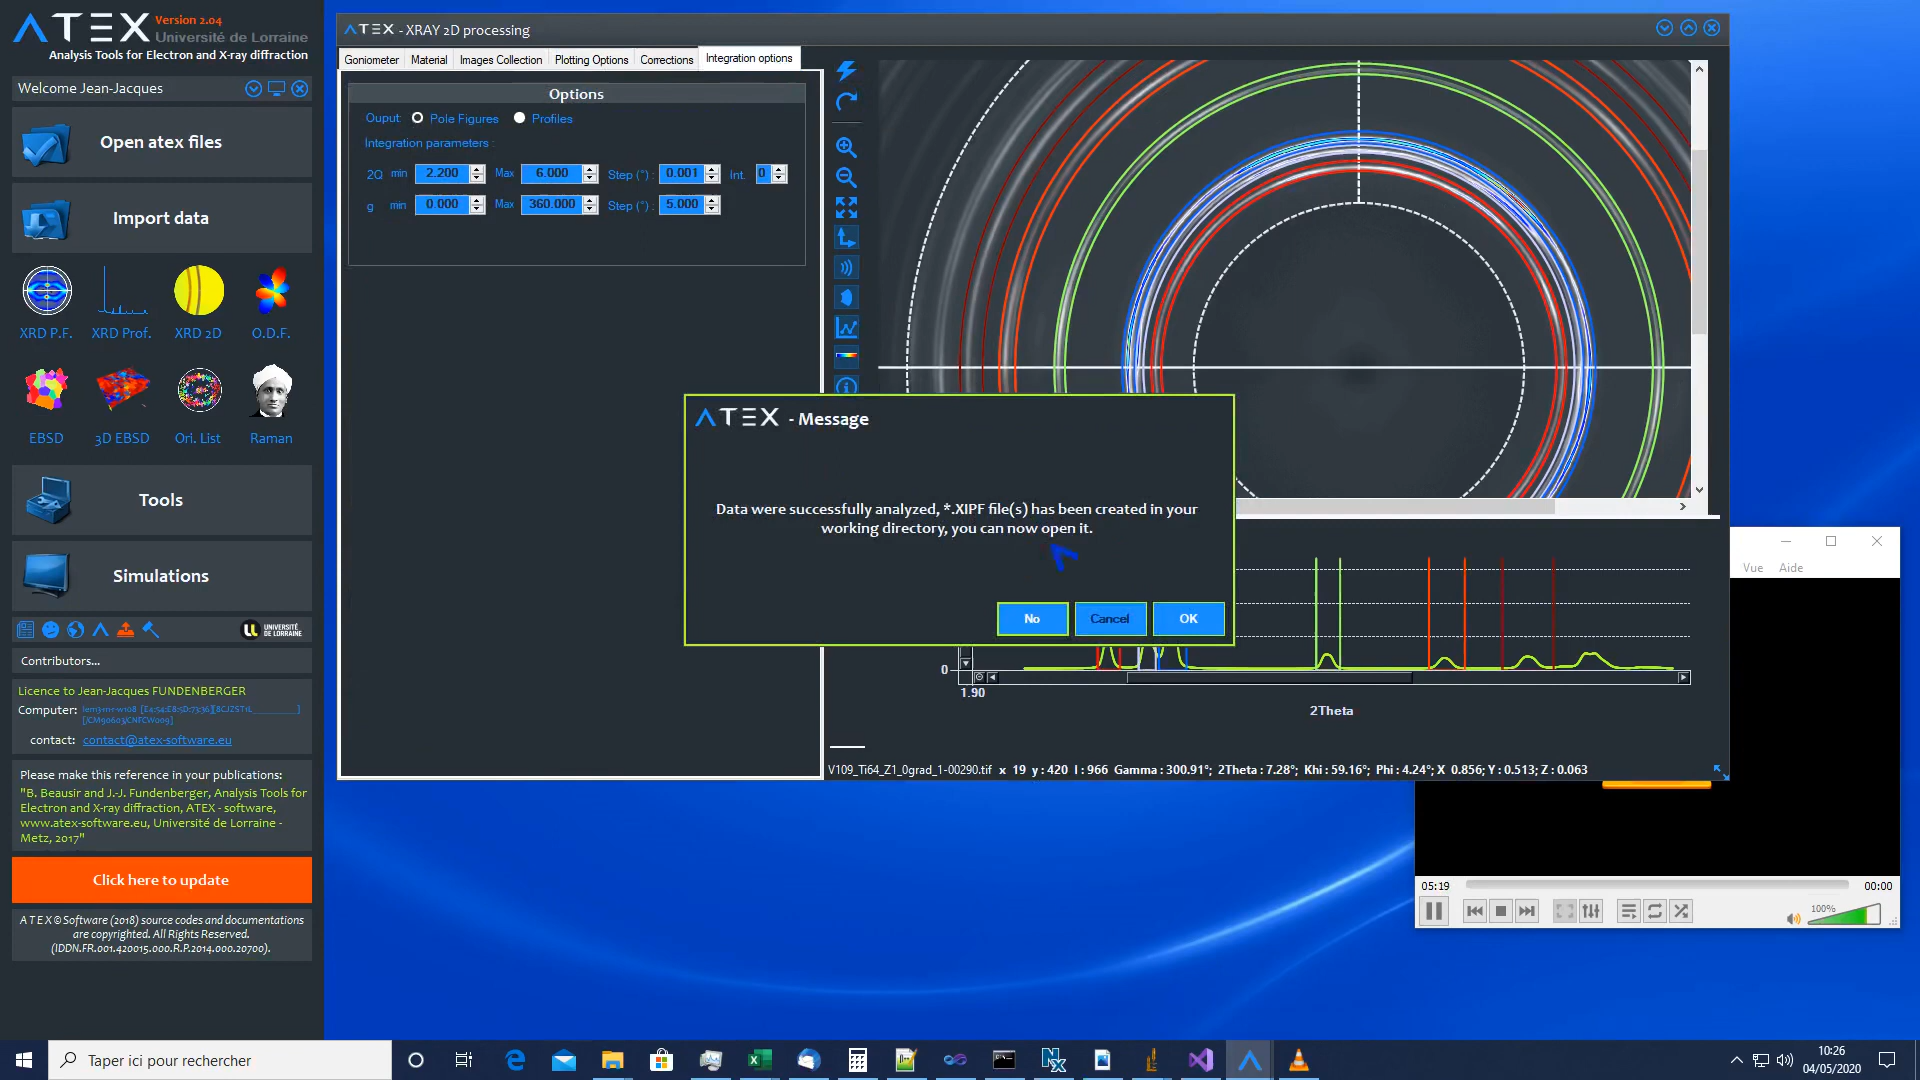 ATEX Version 2.04
Université de Lorraine
Analysis Tools for Electron and X-ray diffraction
Welcome Jean-Jacques
Open atex files
Import data
XRD P.F. XRD Prof. XRD 2D O.D.F.
EBSD 3D EBSD Ori. List Raman
Tools
Simulations
UNIVERSITÉ DE LORRAINE
Contributors...
Licence to Jean-Jacques FUNDENBERGER
Computer:
contact: contact@atex-software.eu
Please make this reference in your publications:
"B. Beausir and J.-J. Fundenberger, Analysis Tools for
Electron and X-ray diffraction, ATEX - software,
www.atex-software.eu, Université de Lorraine -
Metz, 2017"
Click here to update
A T E X © Software (2018) source codes and documentations
are copyrighted. All Rights Reserved.
(IDDN.FR.001.420015.000.R.P.2014.000.20700).
ATEX - XRAY 2D processing
Goniometer Material Images Collection Plotting Options Corrections Integration options
Options
Ouput: Pole Figures Profiles
Integration parameters :
2Q min 2.200 Max 6.000 Step (°) : 0.001 Int. 0
g min 0.000 Max 360.000 Step (°) : 5.000
ATEX - Message
Data were successfully analyzed, *.XIPF file(s) has been created in your
working directory, you can now open it.
No Cancel OK
0
1.90
2Theta
V109_Ti64_Z1_0grad_1-00290.tif x 19 y : 420 I : 966 Gamma : 300.91°; 2Theta : 7.28°; Khi : 59.16°; Phi : 4.24°; X 0.856; Y : 0.513; Z : 0.063
Vue Aide
05:19 00:00
100%
Taper ici pour rechercher
10:26
04/05/2020